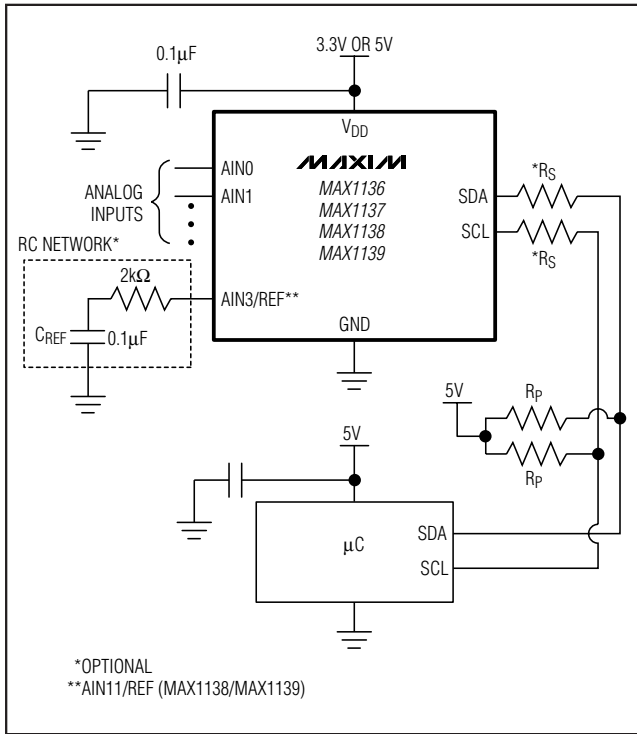 3.3V OR 5V
0.1µF
VDD
MAXIM
MAX1136
MAX1137
MAX1138
MAX1139
AIN0
AIN1
ANALOG
INPUTS
SDA
SCL
*RS
*RS
RC NETWORK*
2kΩ
AIN3/REF**
CREF
0.1µF
GND
5V
RP
RP
5V
µC
SDA
SCL
*OPTIONAL
**AIN11/REF (MAX1138/MAX1139)